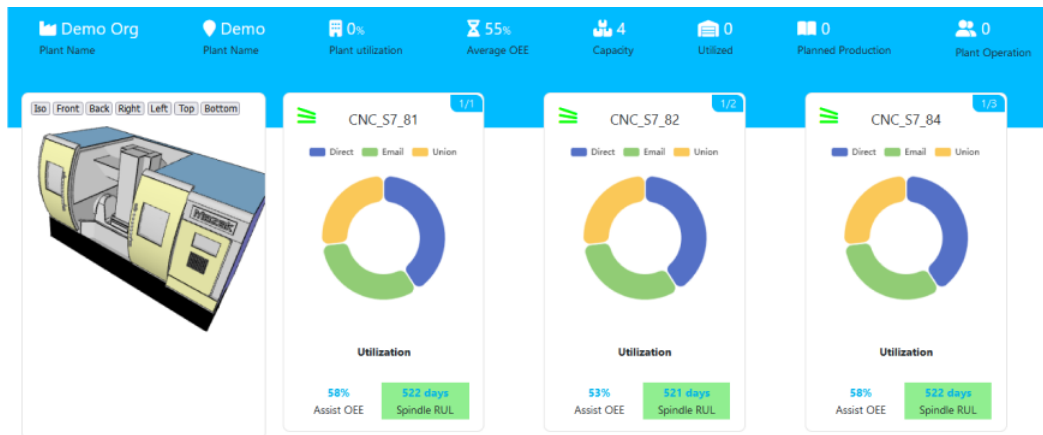 Demo Org
Plant Name
Demo
Plant Name
0%
Plant utilization
55%
Average OEE
4
Capacity
0
Utilized
0
Planned Production
0
Plant Operation
Iso Front Back Right Left Top Bottom
Mazak
1/1
CNC_S7_81
Direct Email Union
Utilization
58% 522 days
Assist OEE Spindle RUL
1/2
CNC_S7_82
Direct Email Union
Utilization
53% 521 days
Assist OEE Spindle RUL
1/3
CNC_S7_84
Direct Email Union
Utilization
58% 522 days
Assist OEE Spindle RUL